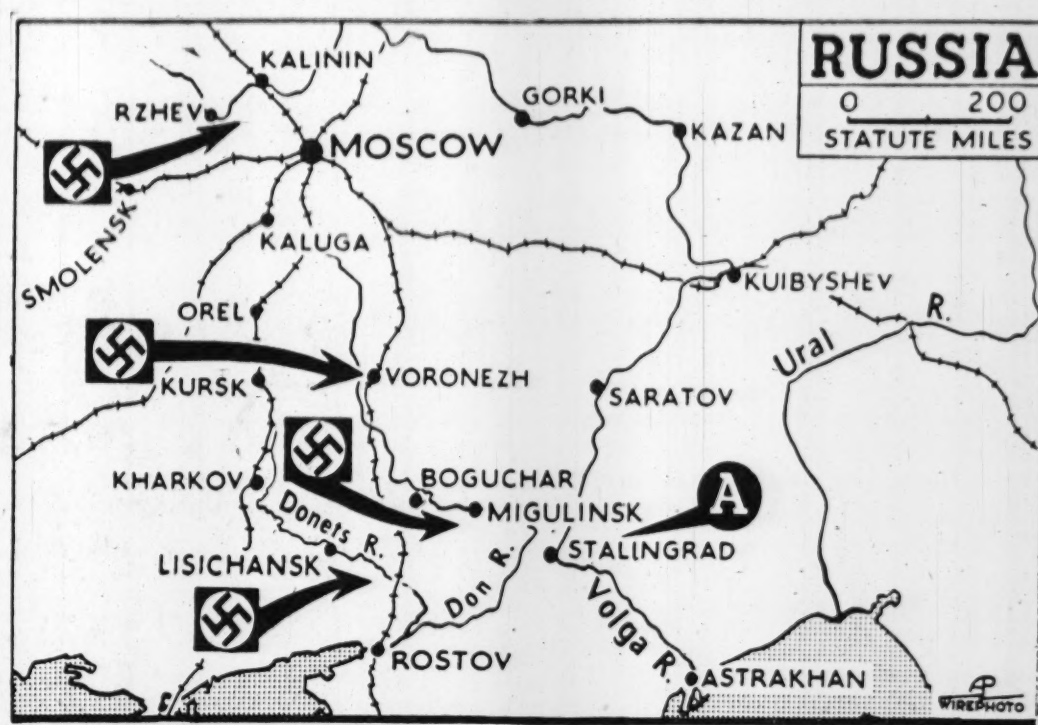 RUSSIA
0 200
STATUTE MILES
KALININ
RZHEV
GORKI
KAZAN
MOSCOW
SMOLENSK
KALUGA
KUIBYSHEV
OREL
Ural R.
KURSK
VORONEZH
SARATOV
KHARKOV
BOGUCHAR
A
MIGULINSK
Donets R.
STALINGRAD
LISICHANSK
Don R.
Volga R.
ROSTOV
ASTRAKHAN
AP
WIREPHOTO